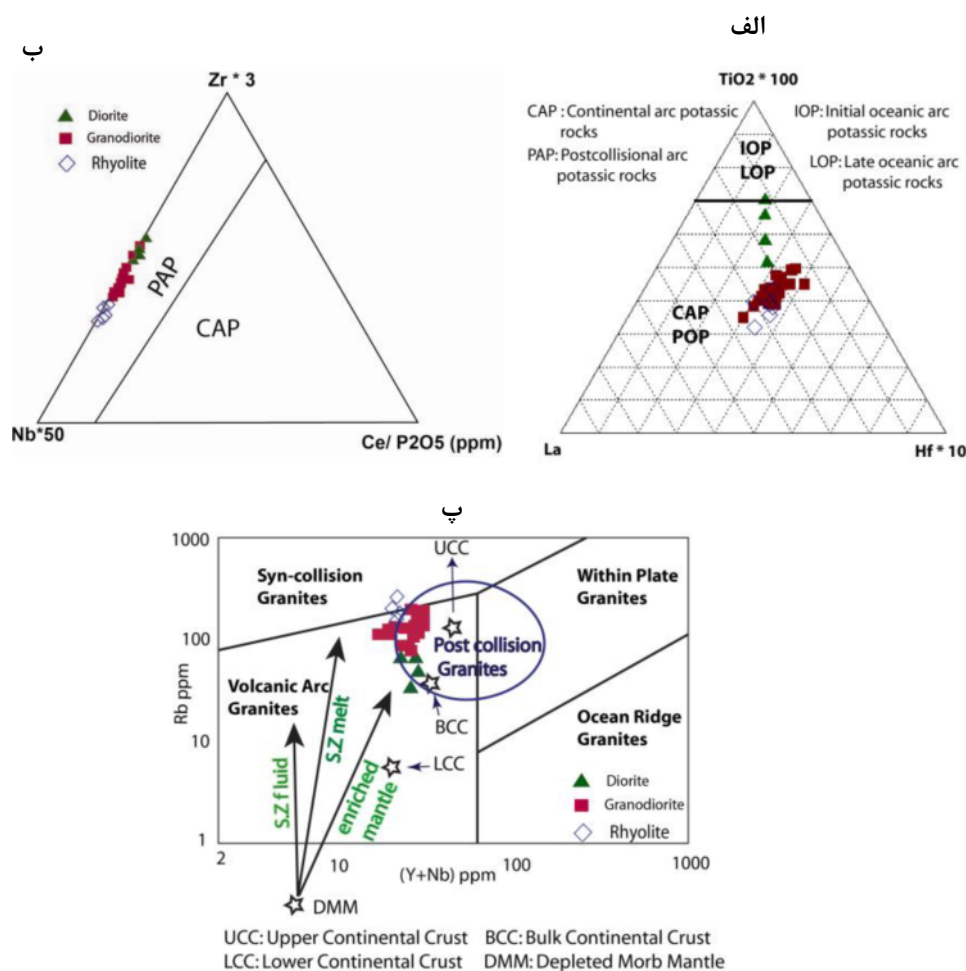 الف
TiO2 * 100
CAP : Continental arc potassic
rocks
PAP: Postcollisional arc
potassic rocks
IOP: Initial oceanic arc
potassic rocks
LOP: Late oceanic arc
potassic rocks
IOP
LOP
CAP
POP
La
Hf * 10
ب
Zr * 3
Diorite
Granodiorite
Rhyolite
PAP
CAP
Nb*50
Ce/ P2O5 (ppm)
پ
1000
100
10
1
Rb ppm
UCC
Syn-collision
Granites
Within Plate
Granites
Post collision
Granites
Volcanic Arc
Granites
S.Z fluid
S.Z melt
enriched
mantle
BCC
LCC
Ocean Ridge
Granites
Diorite
Granodiorite
Rhyolite
2
10
100
1000
(Y+Nb) ppm
DMM
UCC: Upper Continental Crust BCC: Bulk Continental Crust
LCC: Lower Continental Crust DMM: Depleted Morb Mantle